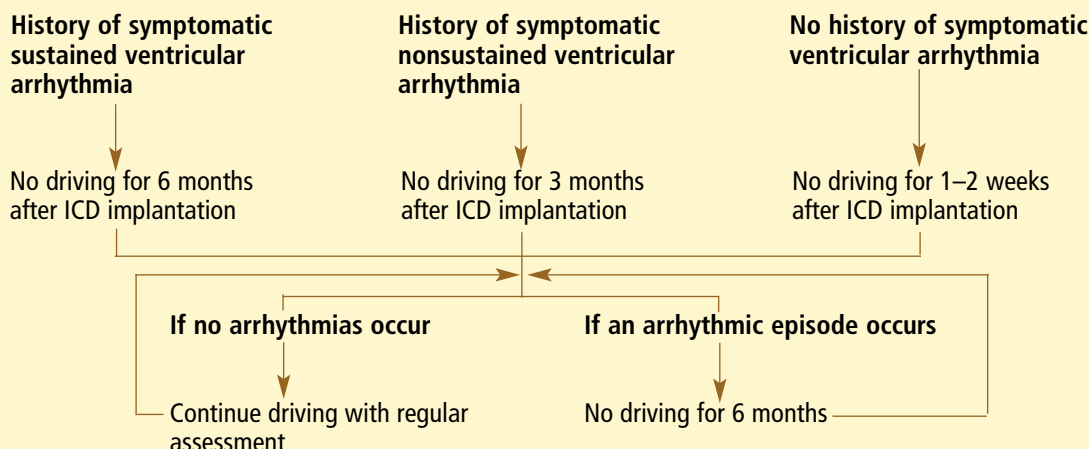 History of symptomatic
sustained ventricular
arrhythmia
History of symptomatic
nonsustained ventricular
arrhythmia
No history of symptomatic
ventricular arrhythmia
No driving for 6 months
after ICD implantation
No driving for 3 months
after ICD implantation
No driving for 1–2 weeks
after ICD implantation
If no arrhythmias occur
If an arrhythmic episode occurs
Continue driving with regular
assessment
No driving for 6 months